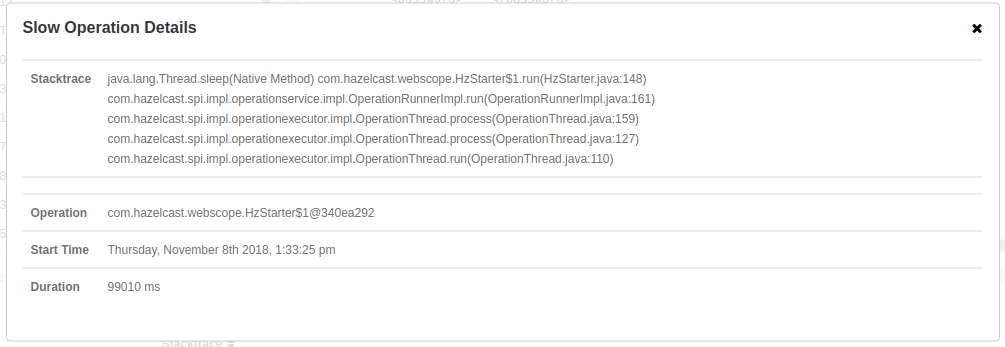 Slow Operation Details
Stacktrace java.lang.Thread.sleep(Native Method) com.hazelcast.webscope.HzStarter$1.run(HzStarter.java:148)
com.hazelcast.spi.impl.operationservice.impl.OperationRunnerImpl.run(OperationRunnerImpl.java:161)
com.hazelcast.spi.impl.operationexecutor.impl.OperationThread.process(OperationThread.java:159)
com.hazelcast.spi.impl.operationexecutor.impl.OperationThread.process(OperationThread.java:127)
com.hazelcast.spi.impl.operationexecutor.impl.OperationThread.run(OperationThread.java:110)
Operation com.hazelcast.webscope.HzStarter$1@340ea292
Start Time Thursday, November 8th 2018, 1:33:25 pm
Duration 99010 ms
Stacktrace